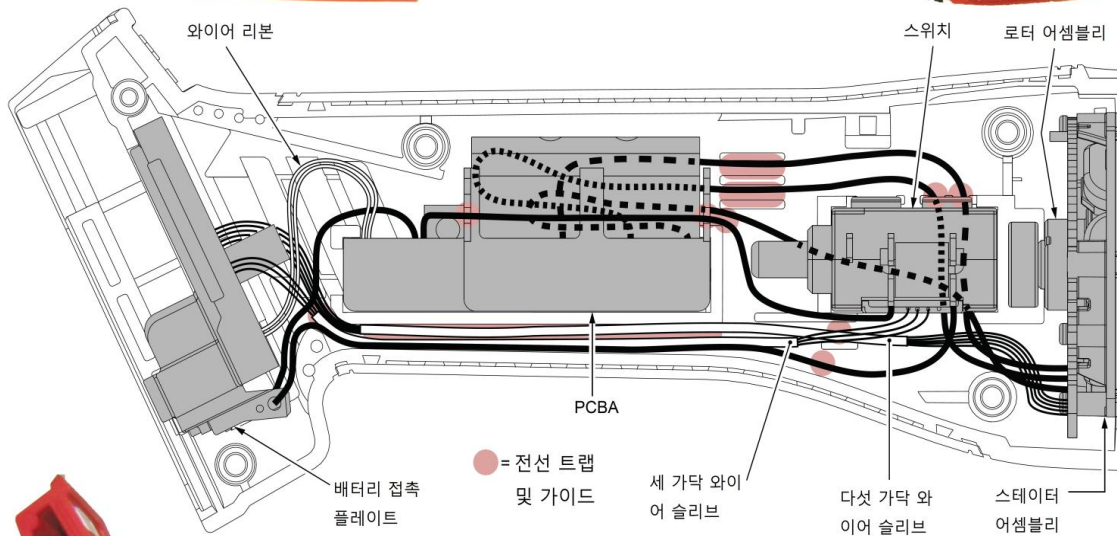 와이어 리본
스위치
로터 어셈블리
PCBA
= 전선 트랩
및 가이드
배터리 접촉
플레이트
세 가닥 와이
어 슬리브
다섯 가닥 와
이어 슬리브
스테이터
어셈블리